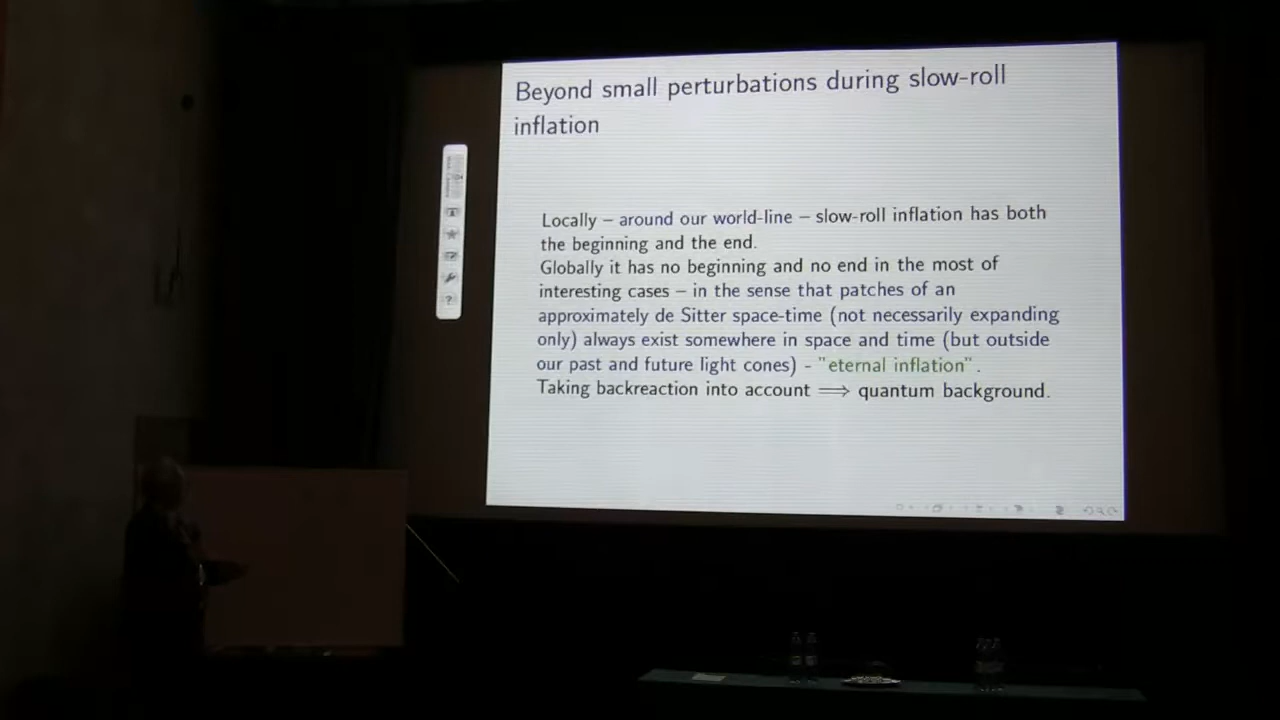 Beyond small perturbations during slow-roll
inflation
Locally – around our world-line – slow-roll inflation has both
the beginning and the end.
Globally it has no beginning and no end in the most of
interesting cases – in the sense that patches of an
approximately de Sitter space-time (not necessarily expanding
only) always exist somewhere in space and time (but outside
our past and future light cones) - "eternal inflation".
Taking backreaction into account ⟹ quantum background.